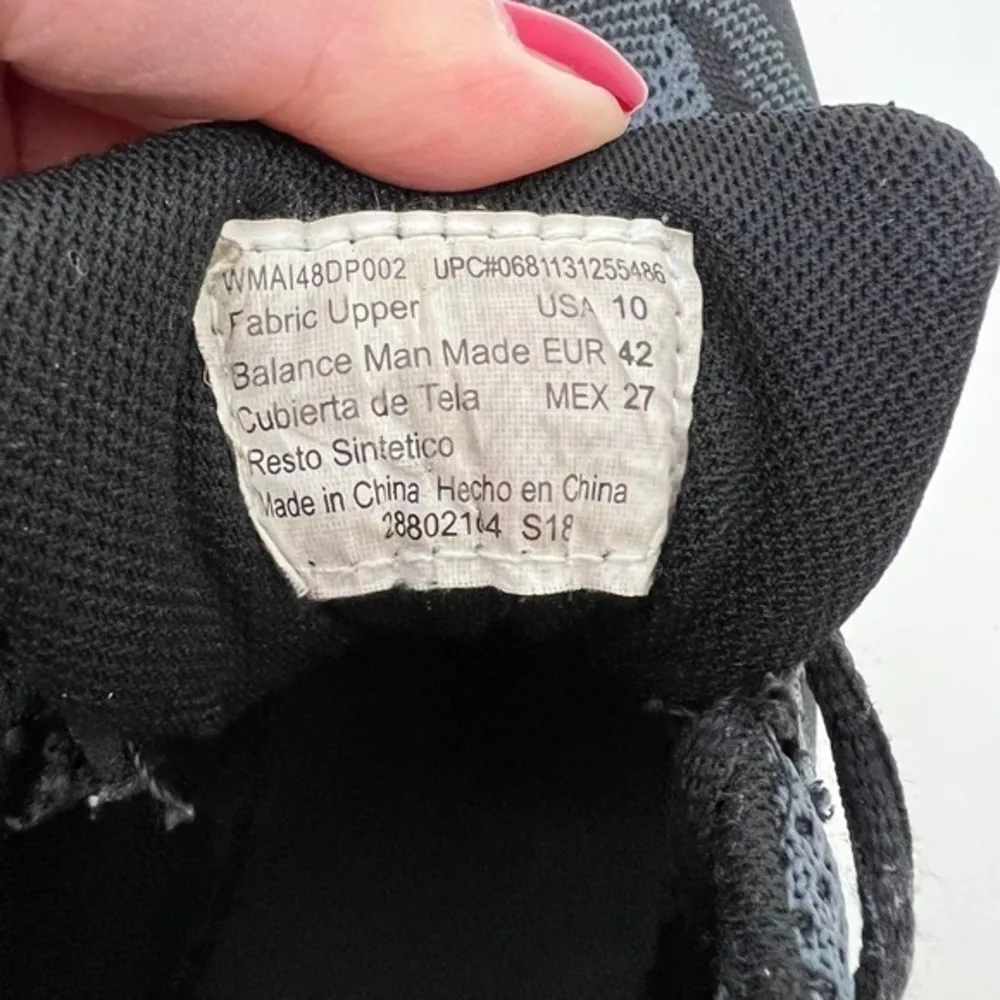 WMAI48DP002 UPC#0681131255486
Fabric Upper USA 10
Balance Man Made EUR 42
Cubierta de Tela MEX 27
Resto Sintetico
Made in China Hecho en China
S18